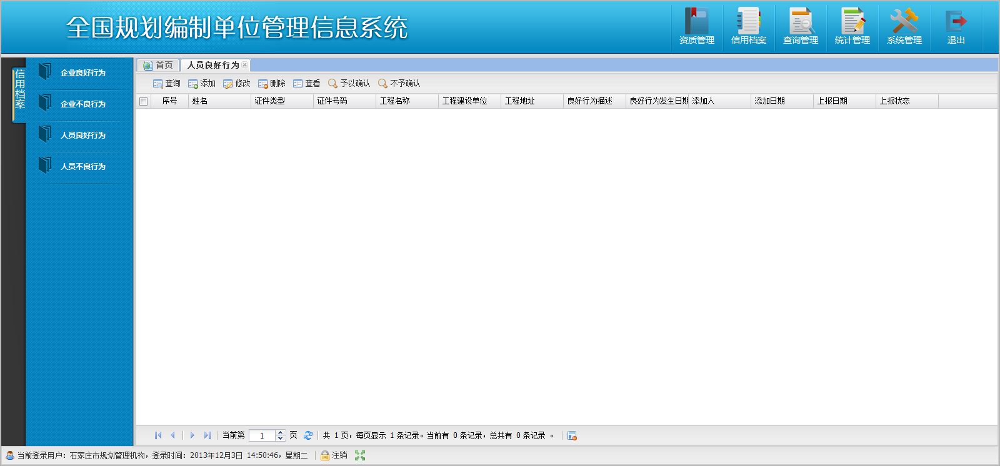 全国规划编制单位管理信息系统
资质管理 信用档案 查询管理 统计管理 系统管理 退出
信用档案
企业良好行为
企业不良行为
人员良好行为
人员不良行为
首页 人员良好行为
查询 添加 修改 删除 查看 予以确认 不予确认
序号 姓名 证件类型 证件号码 工程名称 工程建设单位 工程地址 良好行为描述 良好行为发生日期 添加人 添加日期 上报日期 上报状态
当前第 1 页 共 1 页，每页显示 1 条记录。当前有 0 条记录，总共有 0 条记录 。
当前登录用户：石家庄市规划管理机构，登录时间：2013年12月3日 14:50:46，星期二 注销